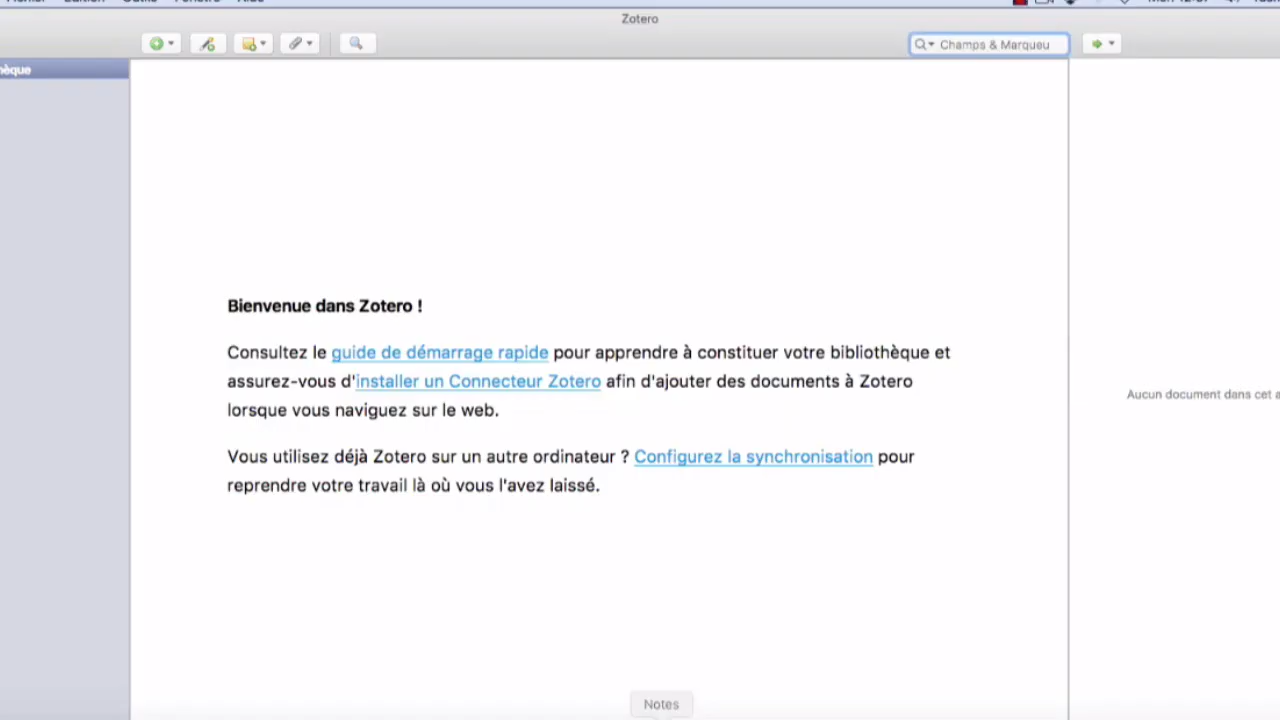 Zotero
Champs & Marqueu
hèque
Bienvenue dans Zotero !
Consultez le guide de démarrage rapide pour apprendre à constituer votre bibliothèque et
assurez-vous d'installer un Connecteur Zotero afin d'ajouter des documents à Zotero
lorsque vous naviguez sur le web.
Aucun document dans cet a
Vous utilisez déjà Zotero sur un autre ordinateur ? Configurez la synchronisation pour
reprendre votre travail là où vous l'avez laissé.
Notes